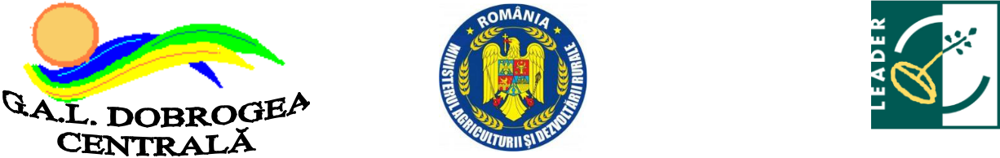 G.A.L. DOBROGEA
CENTRALĂ
ROMÂNIA
MINISTERUL AGRICULTURII ȘI DEZVOLTĂRII RURALE
LEADER